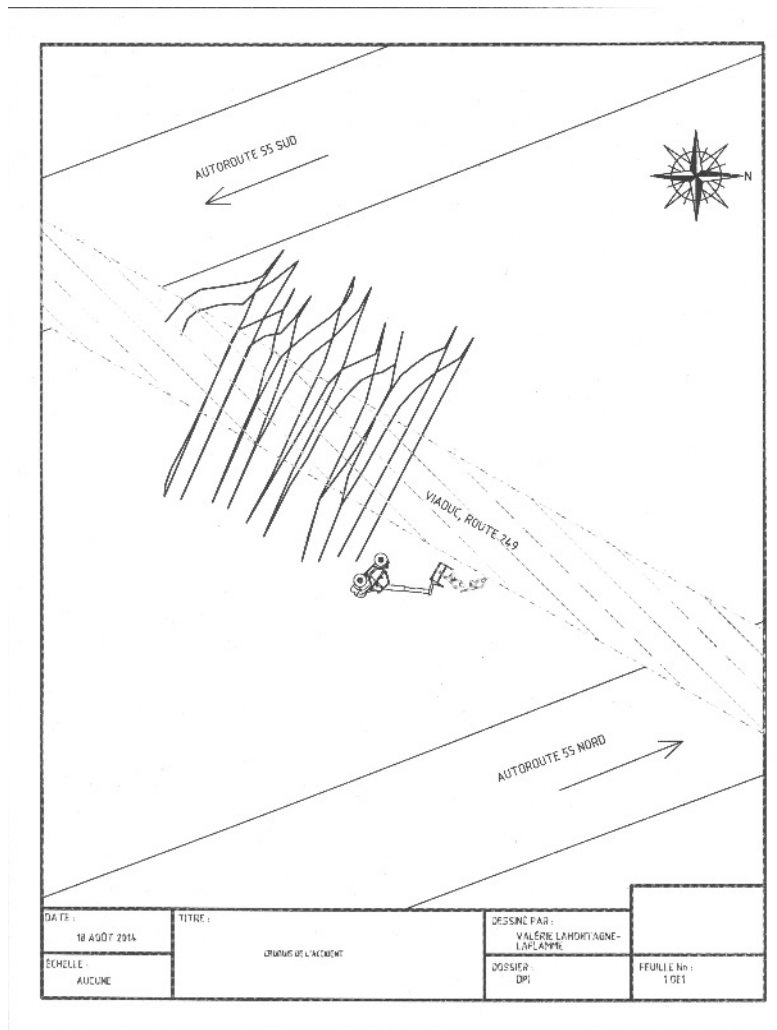 AUTOROUTE 55 SUD
N
VIADUC, ROUTE 249
AUTOROUTE 55 NORD
DATE :
18 AOÛT 2014
TITRE :
CROQUIS DE L'ACCIDENT
DESSINÉ PAR :
VALÉRIE LAMONTAGNE-
LAFLAMME
ÉCHELLE :
AUCUNE
DOSSIER :
DPI
FEUILLE No :
1 DE 1